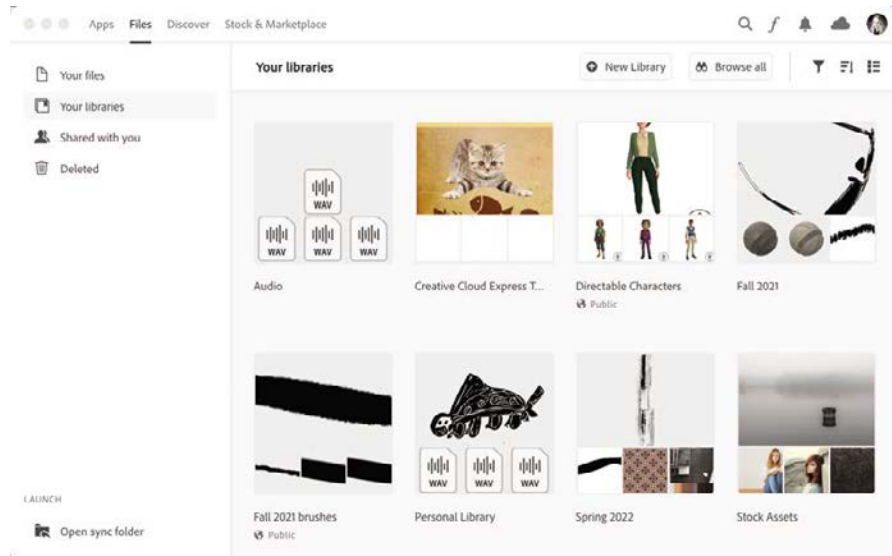 Apps Files Discover Stock & Marketplace
Your files
Your libraries
Shared with you
Deleted
LAUNCH
Open sync folder
Your libraries
New Library
Browse all
WAV
WAV WAV WAV
Audio
Creative Cloud Express T...
Directable Characters
Public
Fall 2021
Fall 2021 brushes
Public
WAV WAV WAV
Personal Library
Spring 2022
Stock Assets